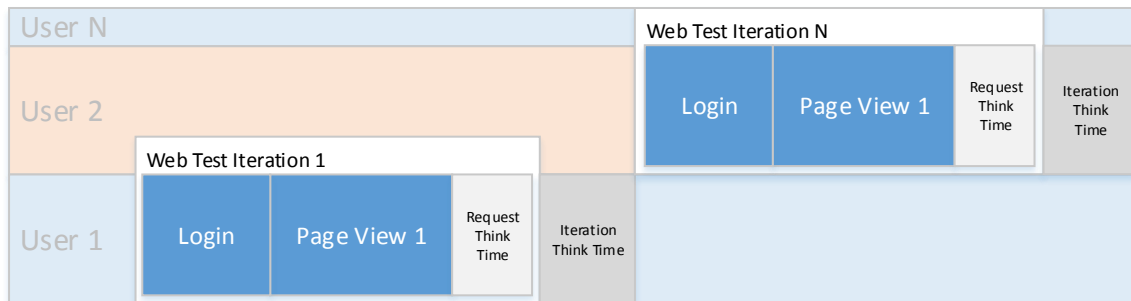 User N
Web Test Iteration N
Login
Page View 1
Request
Think
Time
Iteration
Think
Time
User 2
Web Test Iteration 1
Login
Page View 1
Request
Think
Time
Iteration
Think Time
User 1